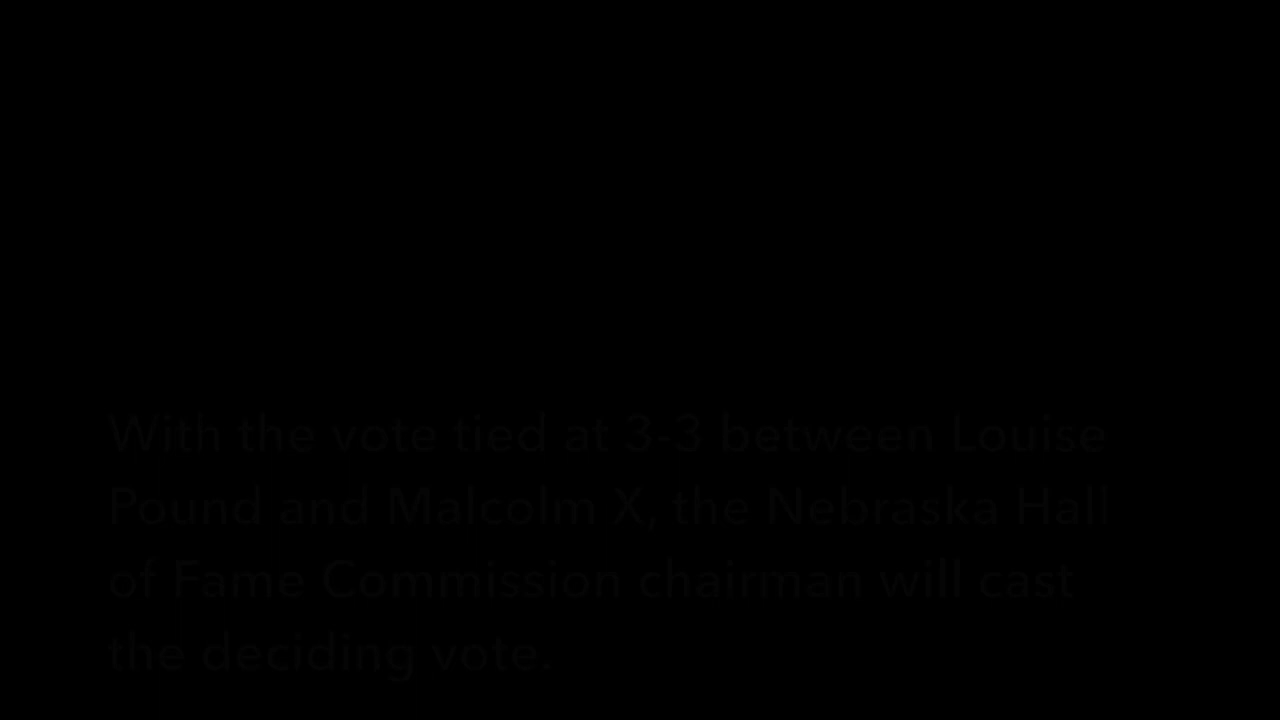 With the vote tied at 3-3 between Louise
Pound and Malcolm X, the Nebraska Hall
of Fame Commission chairman will cast
the deciding vote.